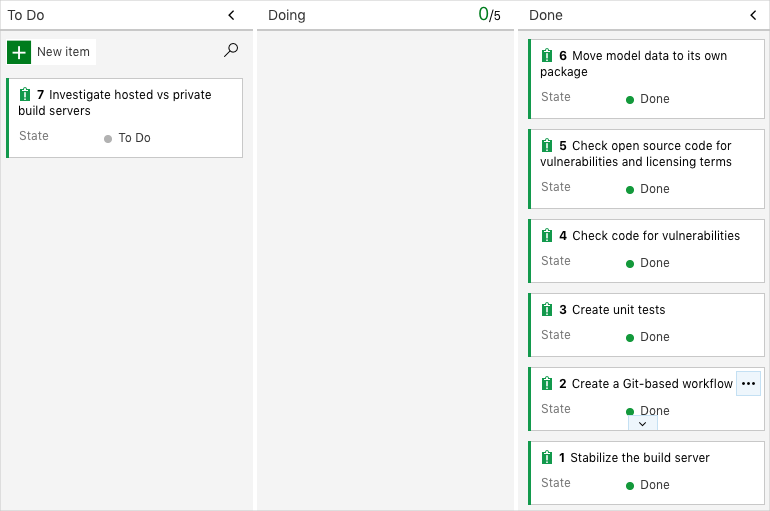 To Do
New item
7 Investigate hosted vs private
build servers
State To Do
Doing 0/5
Done
6 Move model data to its own
package
State Done
5 Check open source code for
vulnerabilities and licensing terms
State Done
4 Check code for vulnerabilities
State Done
3 Create unit tests
State Done
2 Create a Git-based workflow
State Done
1 Stabilize the build server
State Done